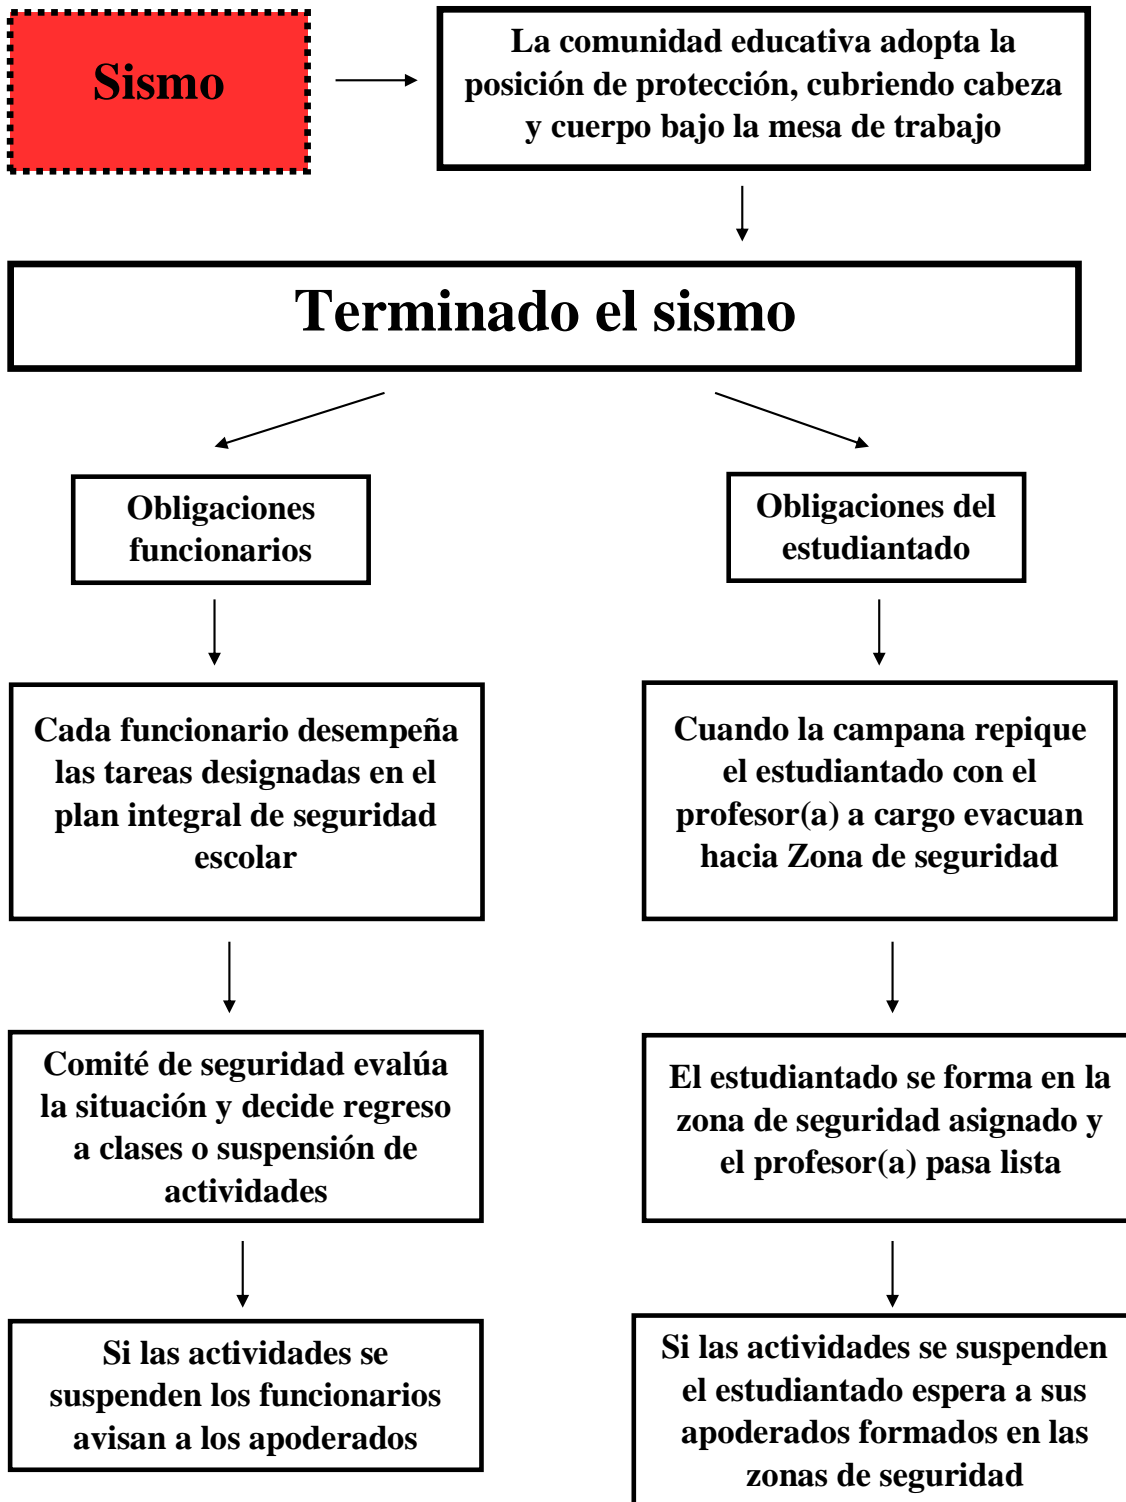 Sismo
La comunidad educativa adopta la
posición de protección, cubriendo cabeza
y cuerpo bajo la mesa de trabajo
Terminado el sismo
Obligaciones
funcionarios
Obligaciones del
estudiantado
Cada funcionario desempeña
las tareas designadas en el
plan integral de seguridad
escolar
Cuando la campana repique
el estudiantado con el
profesor(a) a cargo evacuan
hacia Zona de seguridad
Comité de seguridad evalúa
la situación y decide regreso
a clases o suspensión de
actividades
El estudiantado se forma en la
zona de seguridad asignado y
el profesor(a) pasa lista
Si las actividades se
suspenden los funcionarios
avisan a los apoderados
Si las actividades se suspenden
el estudiantado espera a sus
apoderados formados en las
zonas de seguridad